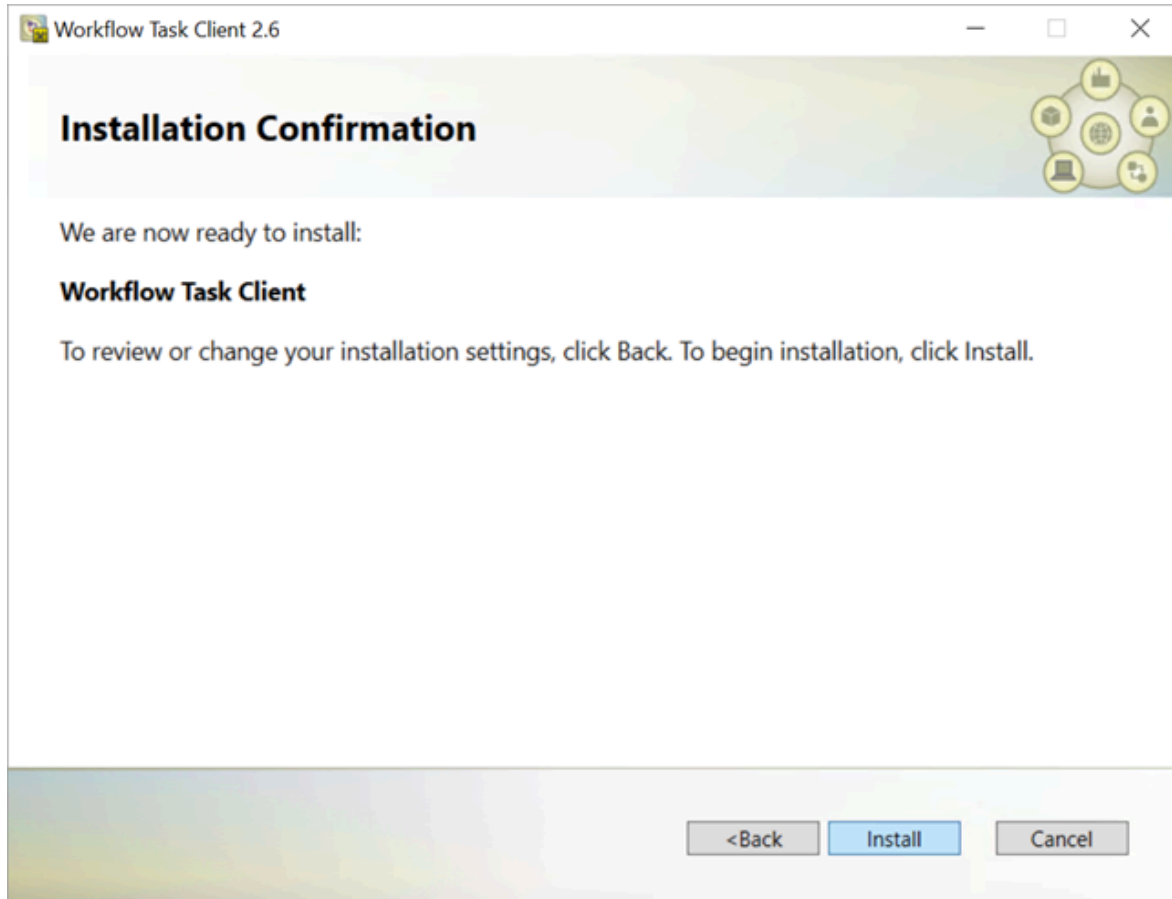 Workflow Task Client 2.6
Installation Confirmation
We are now ready to install:
Workflow Task Client
To review or change your installation settings, click Back. To begin installation, click Install.
<Back
Install
Cancel